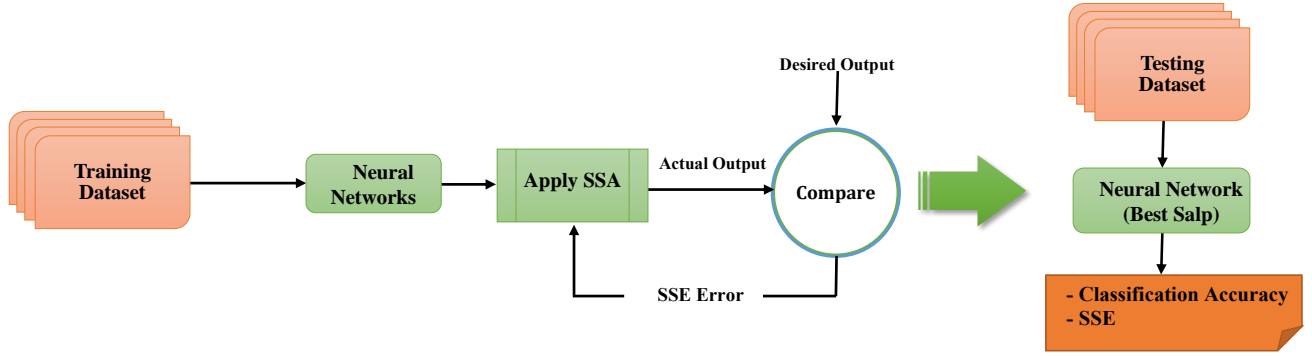 Training
Dataset
Neural
Networks
Apply SSA
Actual Output
Desired Output
Compare
SSE Error
Testing
Dataset
Neural Network
(Best Salp)
- Classification Accuracy
- SSE